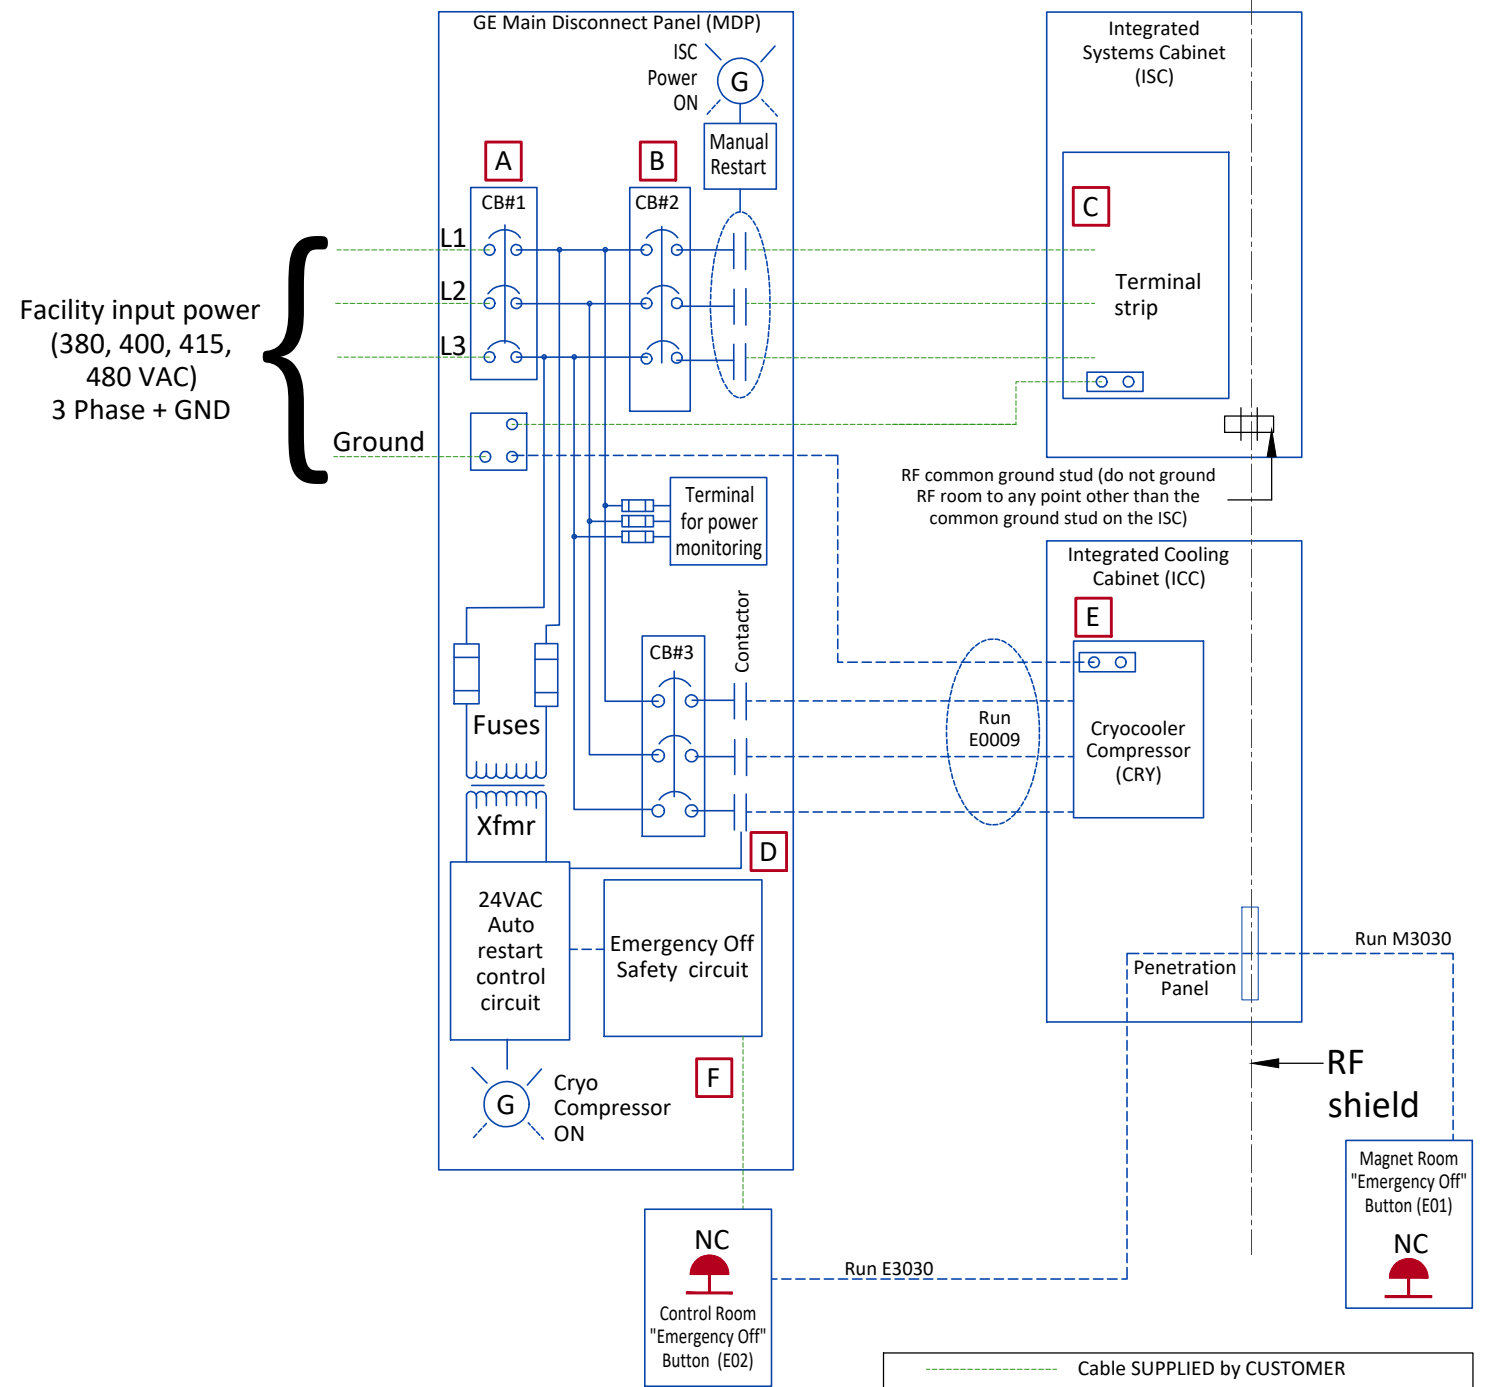 GE Main Disconnect Panel (MDP)
ISC
Power
ON
G
Manual
Restart
A
B
CB#1
CB#2
L1
L2
L3
Facility input power
(380, 400, 415,
480 VAC)
3 Phase + GND
Ground
Integrated
Systems Cabinet
(ISC)
C
Terminal
strip
RF common ground stud (do not ground
RF room to any point other than the
common ground stud on the ISC)
Terminal
for power
monitoring
Integrated Cooling
Cabinet (ICC)
E
CB#3
Contactor
Run
E0009
Cryocooler
Compressor
(CRY)
Fuses
Xfmr
D
24VAC
Auto
restart
control
circuit
Emergency Off
Safety circuit
F
G
Cryo
Compressor
ON
Penetration
Panel
Run M3030
RF
shield
Magnet Room
"Emergency Off"
Button (E01)
NC
NC
Control Room
"Emergency Off"
Button (E02)
Run E3030
Cable SUPPLIED by CUSTOMER